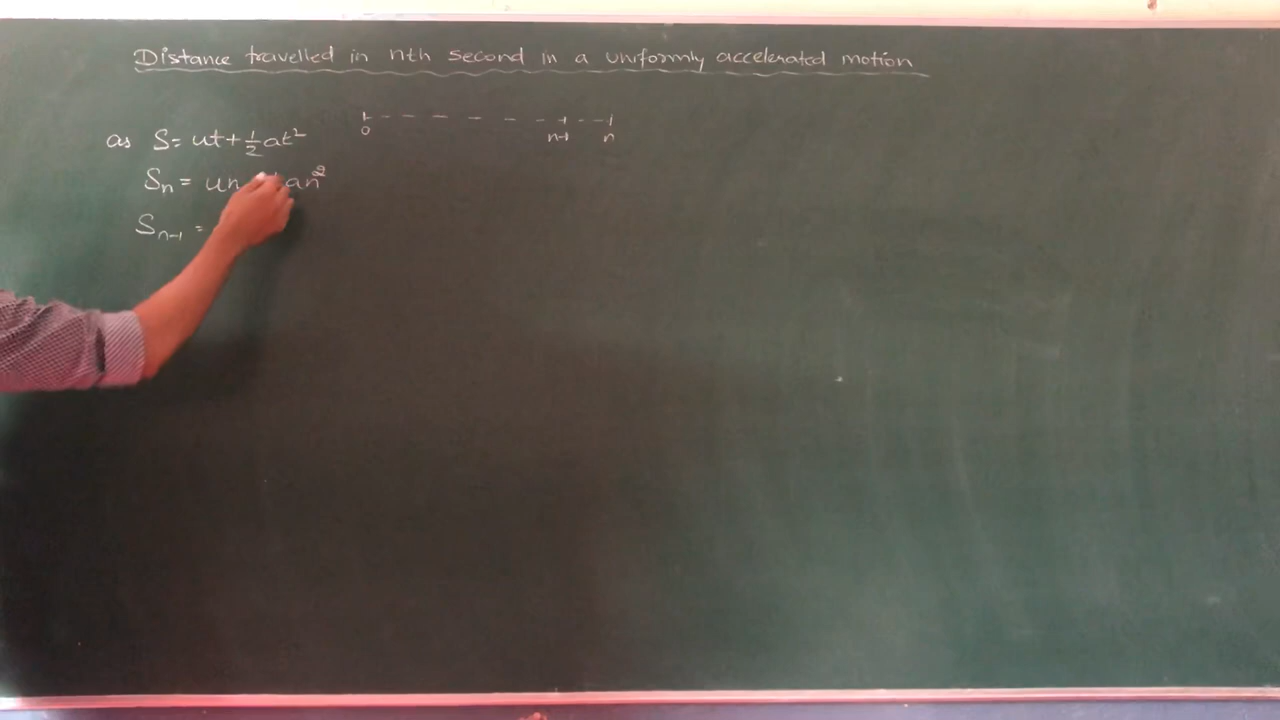 Distance travelled in nth second in a uniformly accelerated motion
0 n-1 n
as S= ut+½at²
Sn = un an²
Sn-1 =